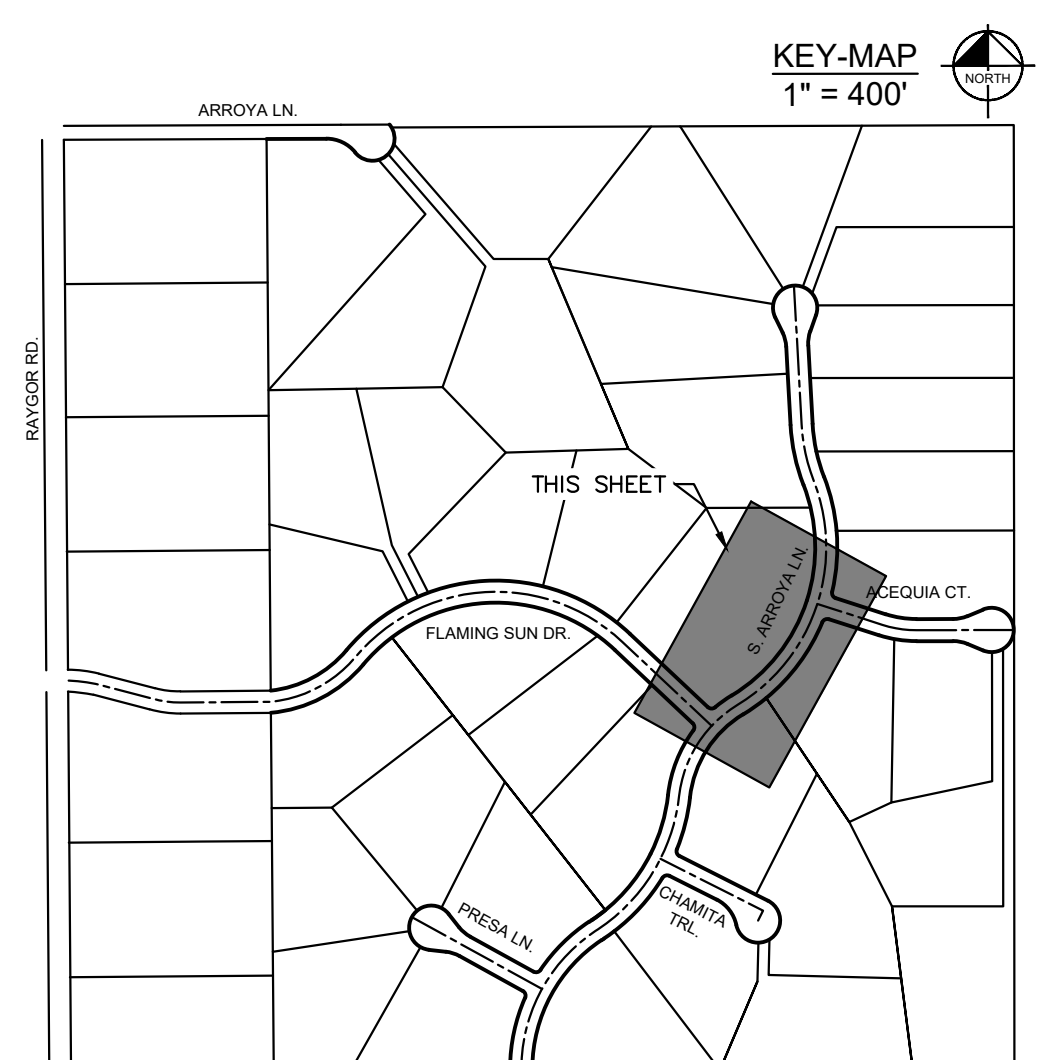 KEY-MAP
1" = 400'
NORTH
ARROYA LN.
RAYGOR RD.
THIS SHEET
S. ARROYA LN.
ACEQUIA CT.
FLAMING SUN DR.
CHAMITA
TRL.
PRESA LN.